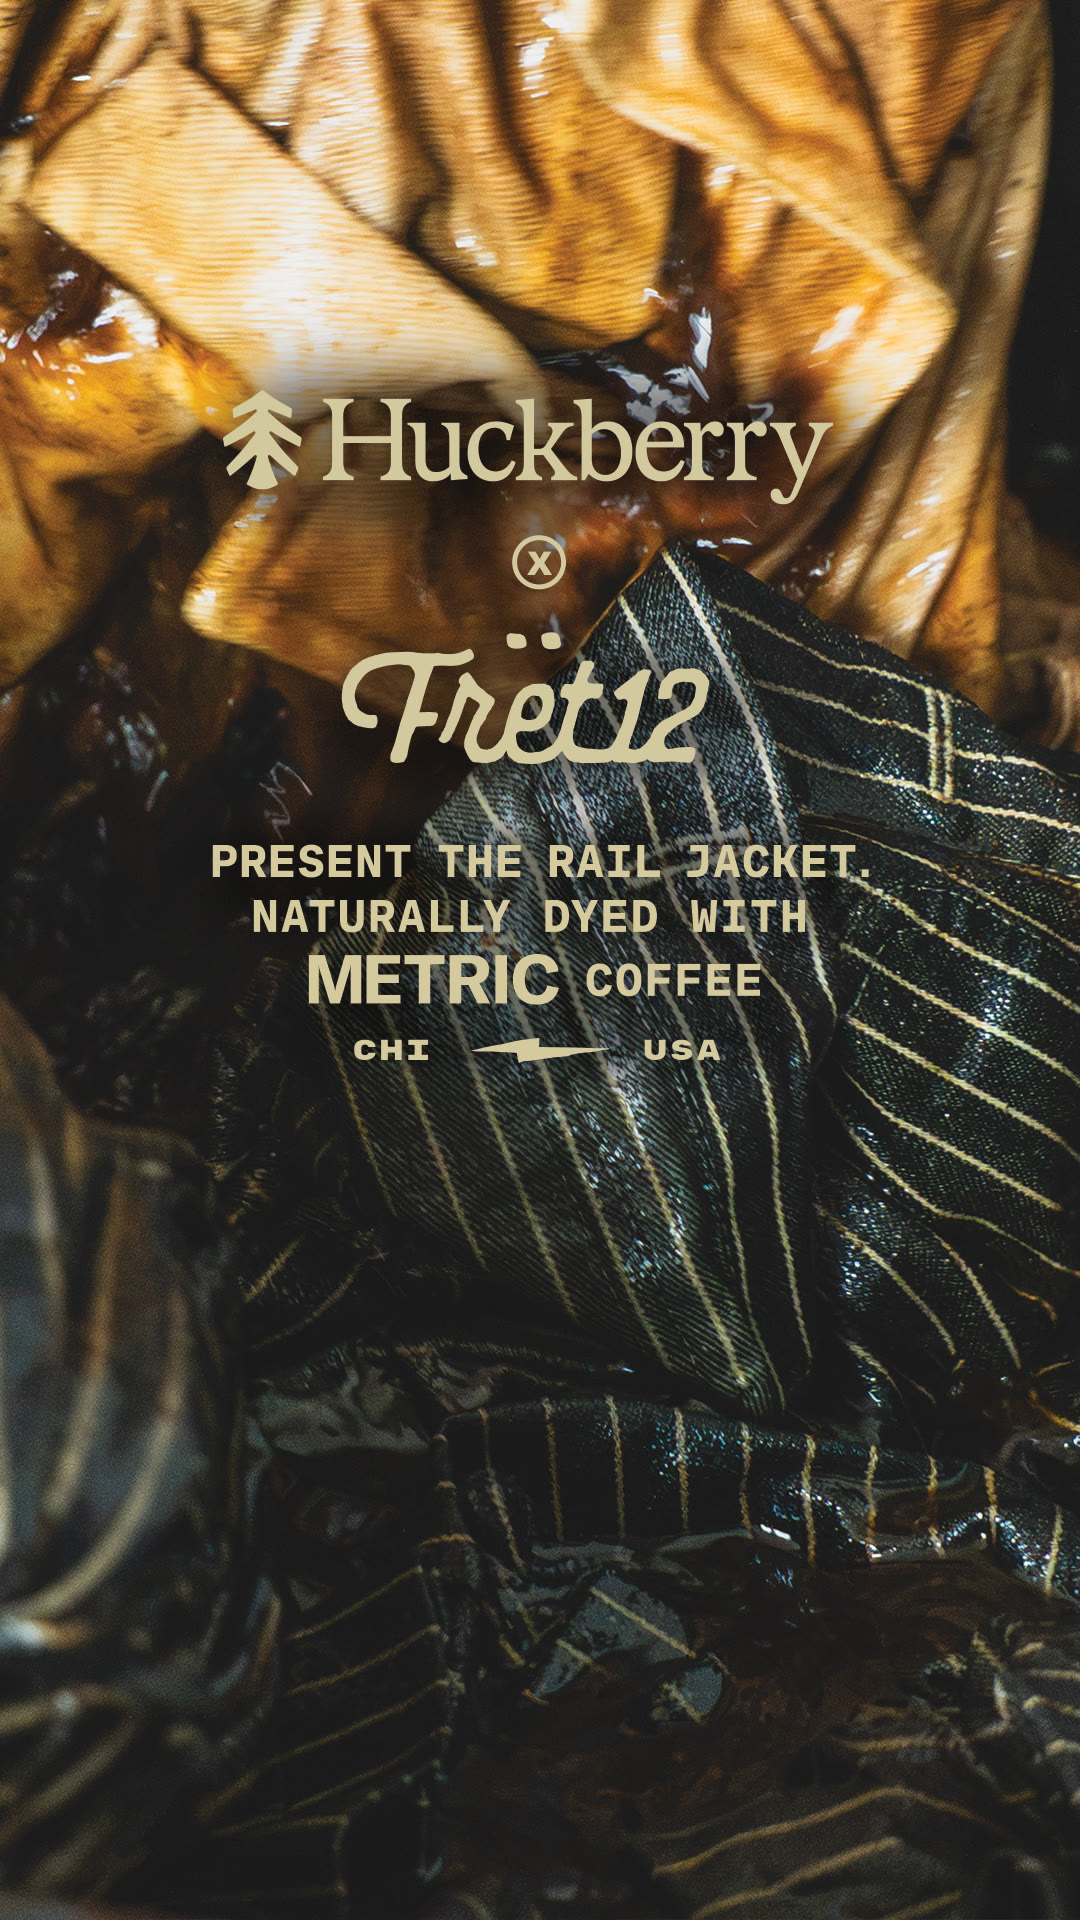 Huckberry
X
Frët12
PRESENT THE RAIL JACKET.
NATURALLY DYED WITH
METRIC COFFEE
CHI USA